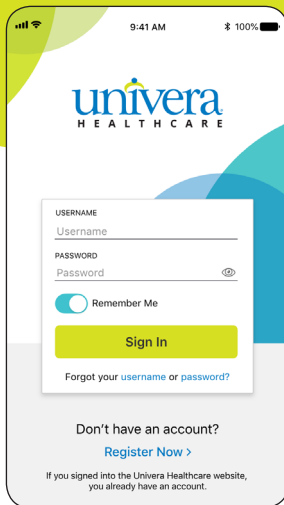 9:41 AM
100%
univera
HEALTHCARE
USERNAME
Username
PASSWORD
Password
Remember Me
Sign In
Forgot your username or password?
Don't have an account?
Register Now >
If you signed into the Univera Healthcare website,
you already have an account.